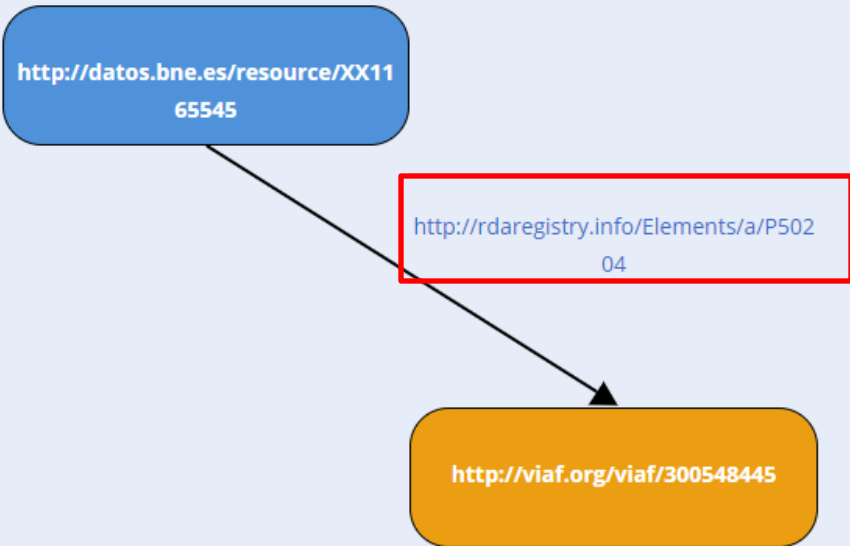 http://datos.bne.es/resource/XX11
65545
http://rdaregistry.info/Elements/a/P502
04
http://viaf.org/viaf/300548445